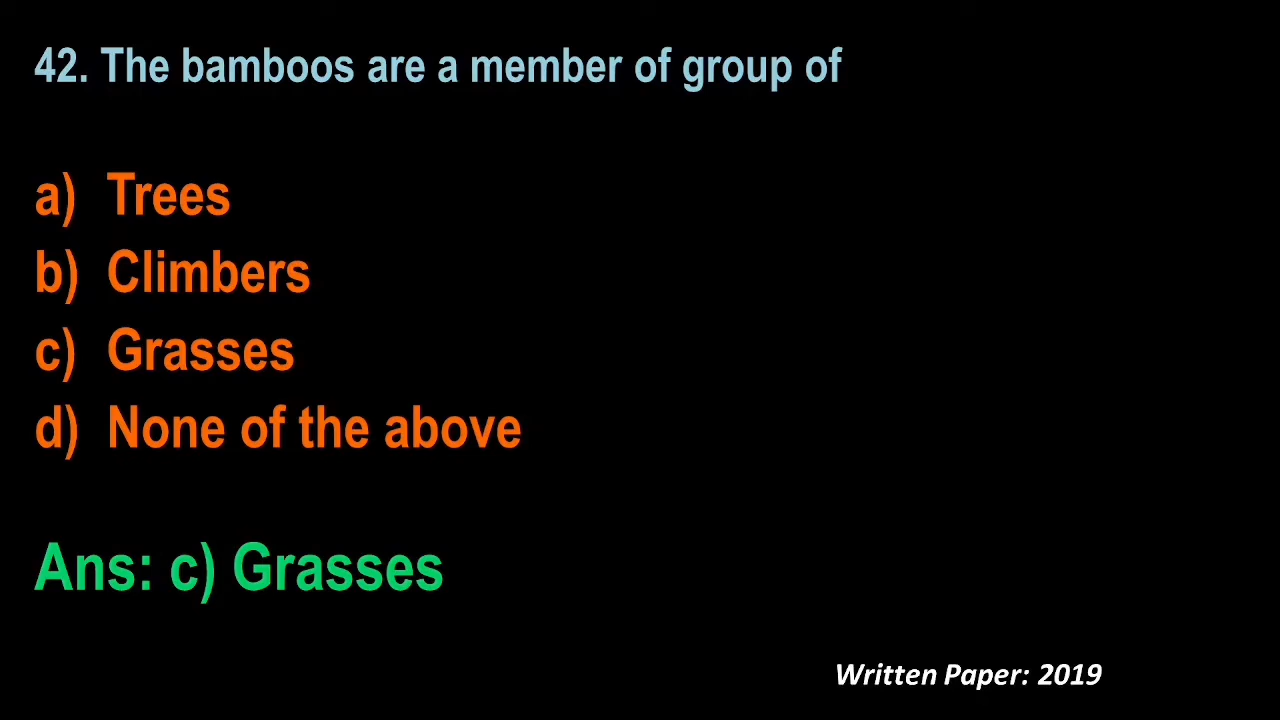 42. The bamboos are a member of group of
a) Trees
b) Climbers
c) Grasses
d) None of the above
Ans: c) Grasses
Written Paper: 2019